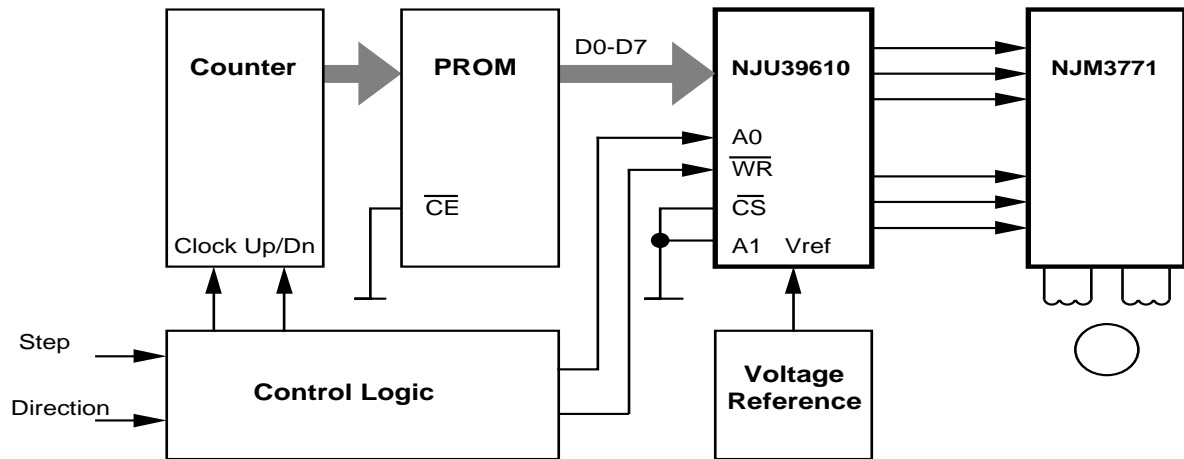 Counter
PROM
D0-D7
NJU39610
NJM3771
A0
WR
CE
CS
Clock Up/Dn
A1 Vref
Step
Direction
Control Logic
Voltage
Reference